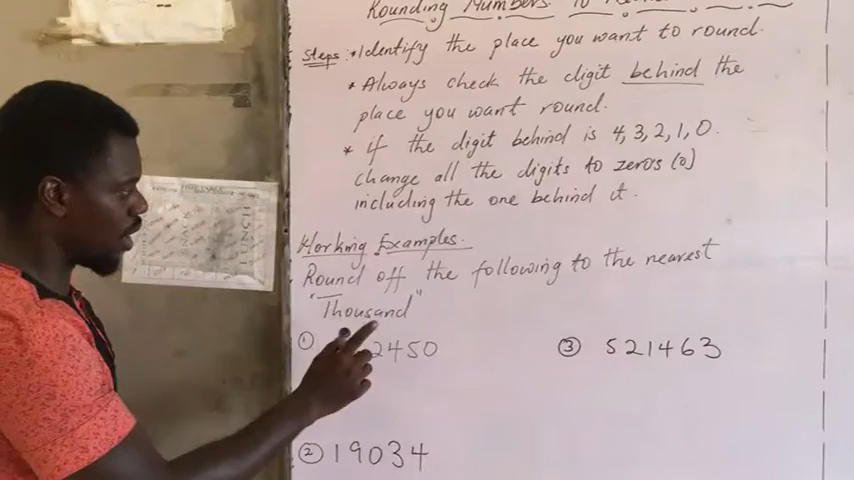 Rounding Numbers To
Steps: * Identify the place you want to round.
* Always check the digit behind the
place you want round.
* if the digit behind is 4, 3, 2, 1, 0.
change all the digits to zeros (0)
including the one behind it.
Working Examples.
Round off the following to the nearest
"Thousand"
① 2450
③ 521463
② 19034
SNACK
LUNCH